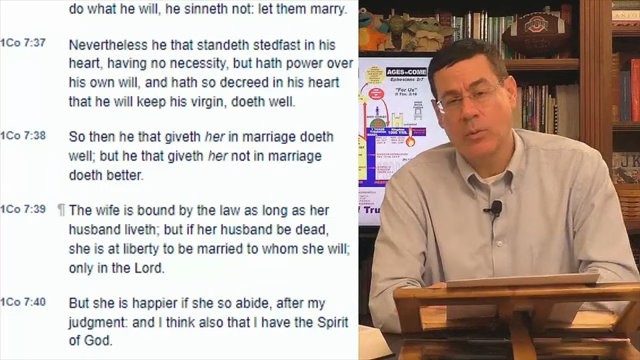 do what he will, he sinneth not: let them marry.
1Co 7:37 Nevertheless he that standeth stedfast in his
heart, having no necessity, but hath power over
his own will, and hath so decreed in his heart
that he will keep his virgin, doeth well.
1Co 7:38 So then he that giveth her in marriage doeth
well; but he that giveth her not in marriage
doeth better.
1Co 7:39 ¶ The wife is bound by the law as long as her
husband liveth; but if her husband be dead,
she is at liberty to be married to whom she will;
only in the Lord.
1Co 7:40 But she is happier if she so abide, after my
judgment: and I think also that I have the Spirit
of God.
AGES to COME
Ephesians 2:7
"For Us"